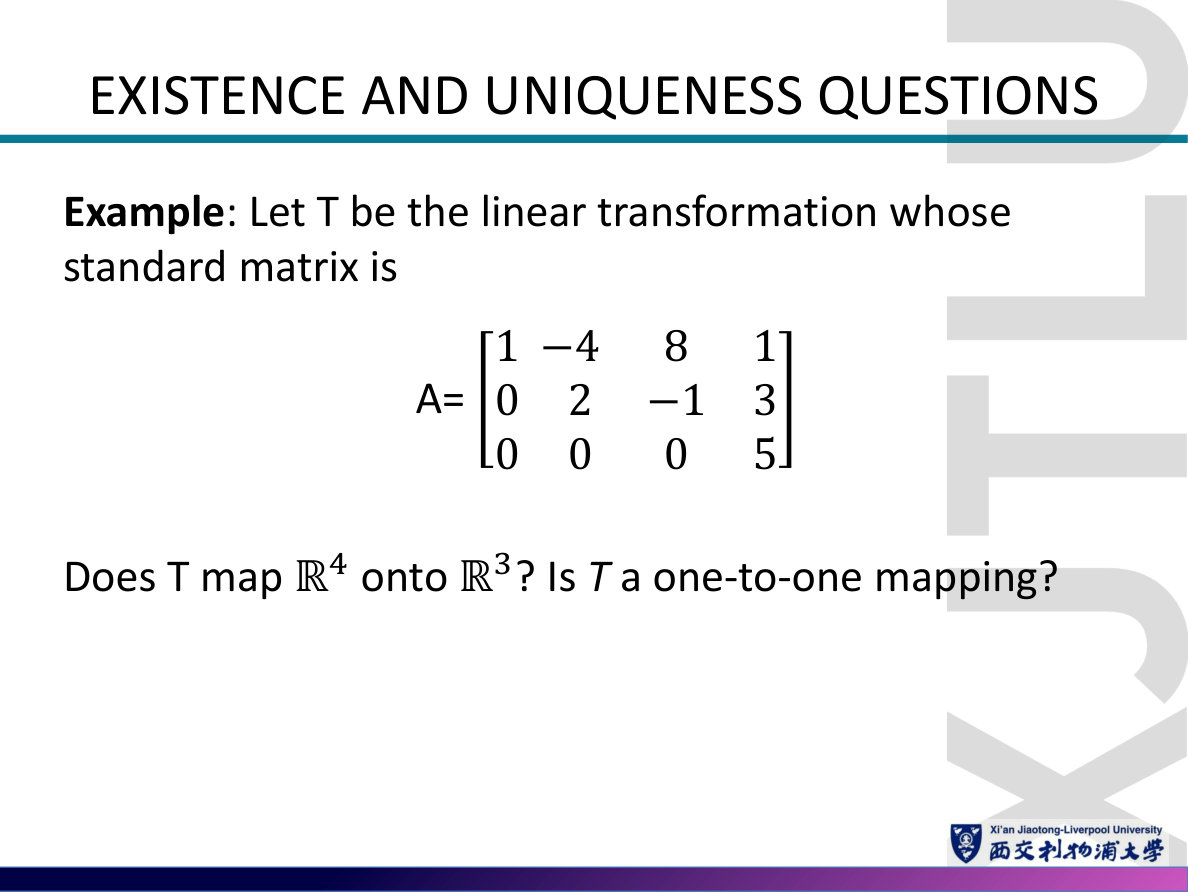 EXISTENCE AND UNIQUENESS QUESTIONS
Example: Let T be the linear transformation whose
standard matrix is
A= [1 −4 8 1
0 2 −1 3
0 0 0 5]
Does T map ℝ⁴ onto ℝ³? Is T a one-to-one mapping?
XJTLU
Xi'an Jiaotong-Liverpool University
西交利物浦大学